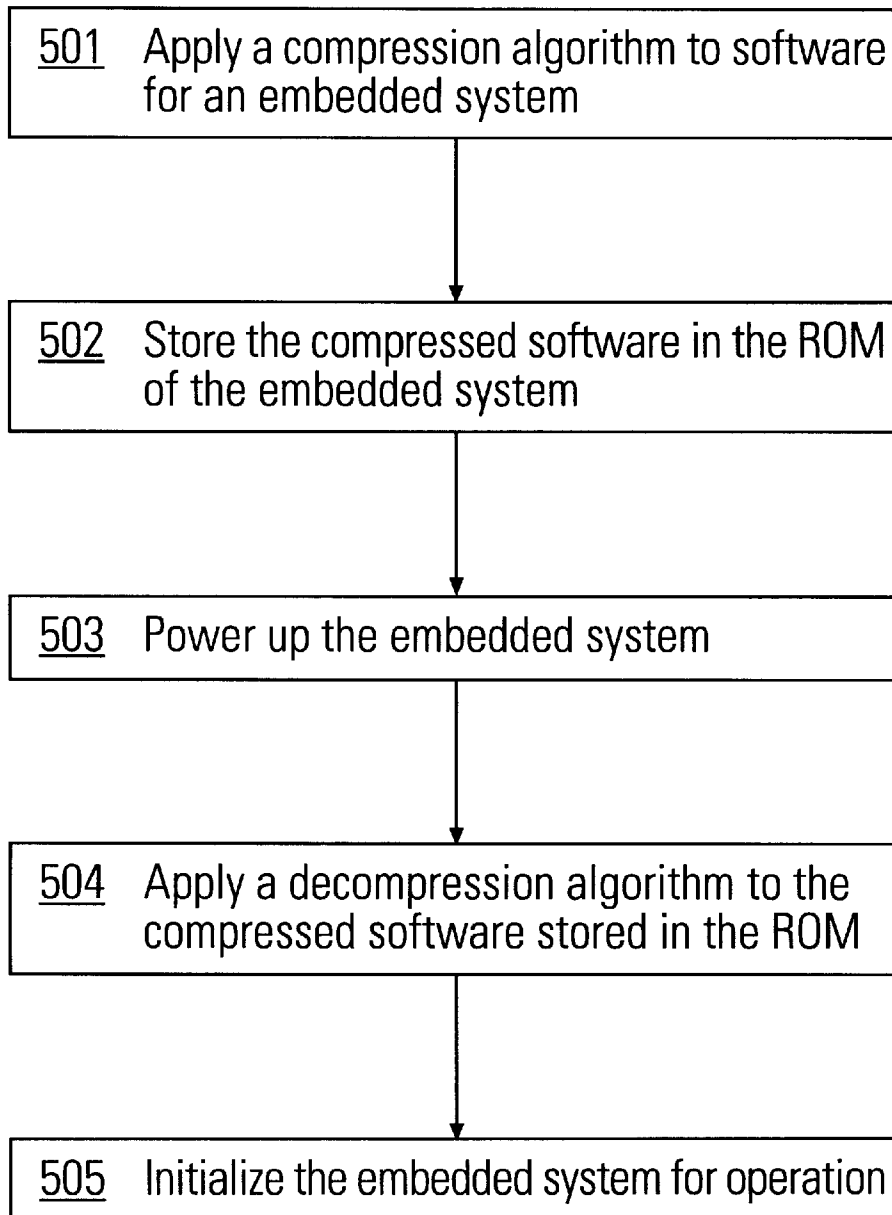 501 Apply a compression algorithm to software
for an embedded system
502 Store the compressed software in the ROM
of the embedded system
503 Power up the embedded system
504 Apply a decompression algorithm to the
compressed software stored in the ROM
505 Initialize the embedded system for operation